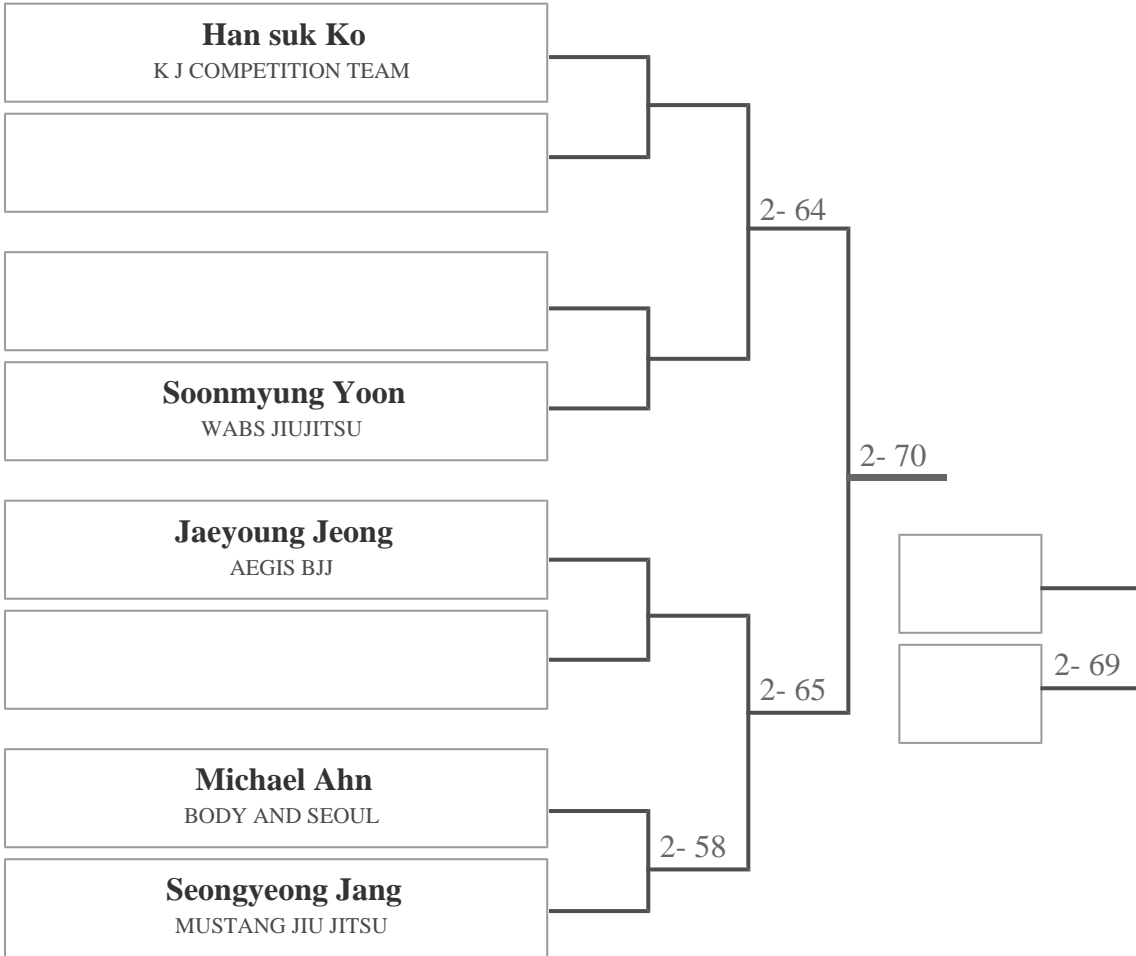 Han suk Ko
K J COMPETITION TEAM
2- 64
Soonmyung Yoon
WABS JIUJITSU
2- 70
Jaeyoung Jeong
AEGIS BJJ
2- 69
2- 65
Michael Ahn
BODY AND SEOUL
2- 58
Seongyeong Jang
MUSTANG JIU JITSU